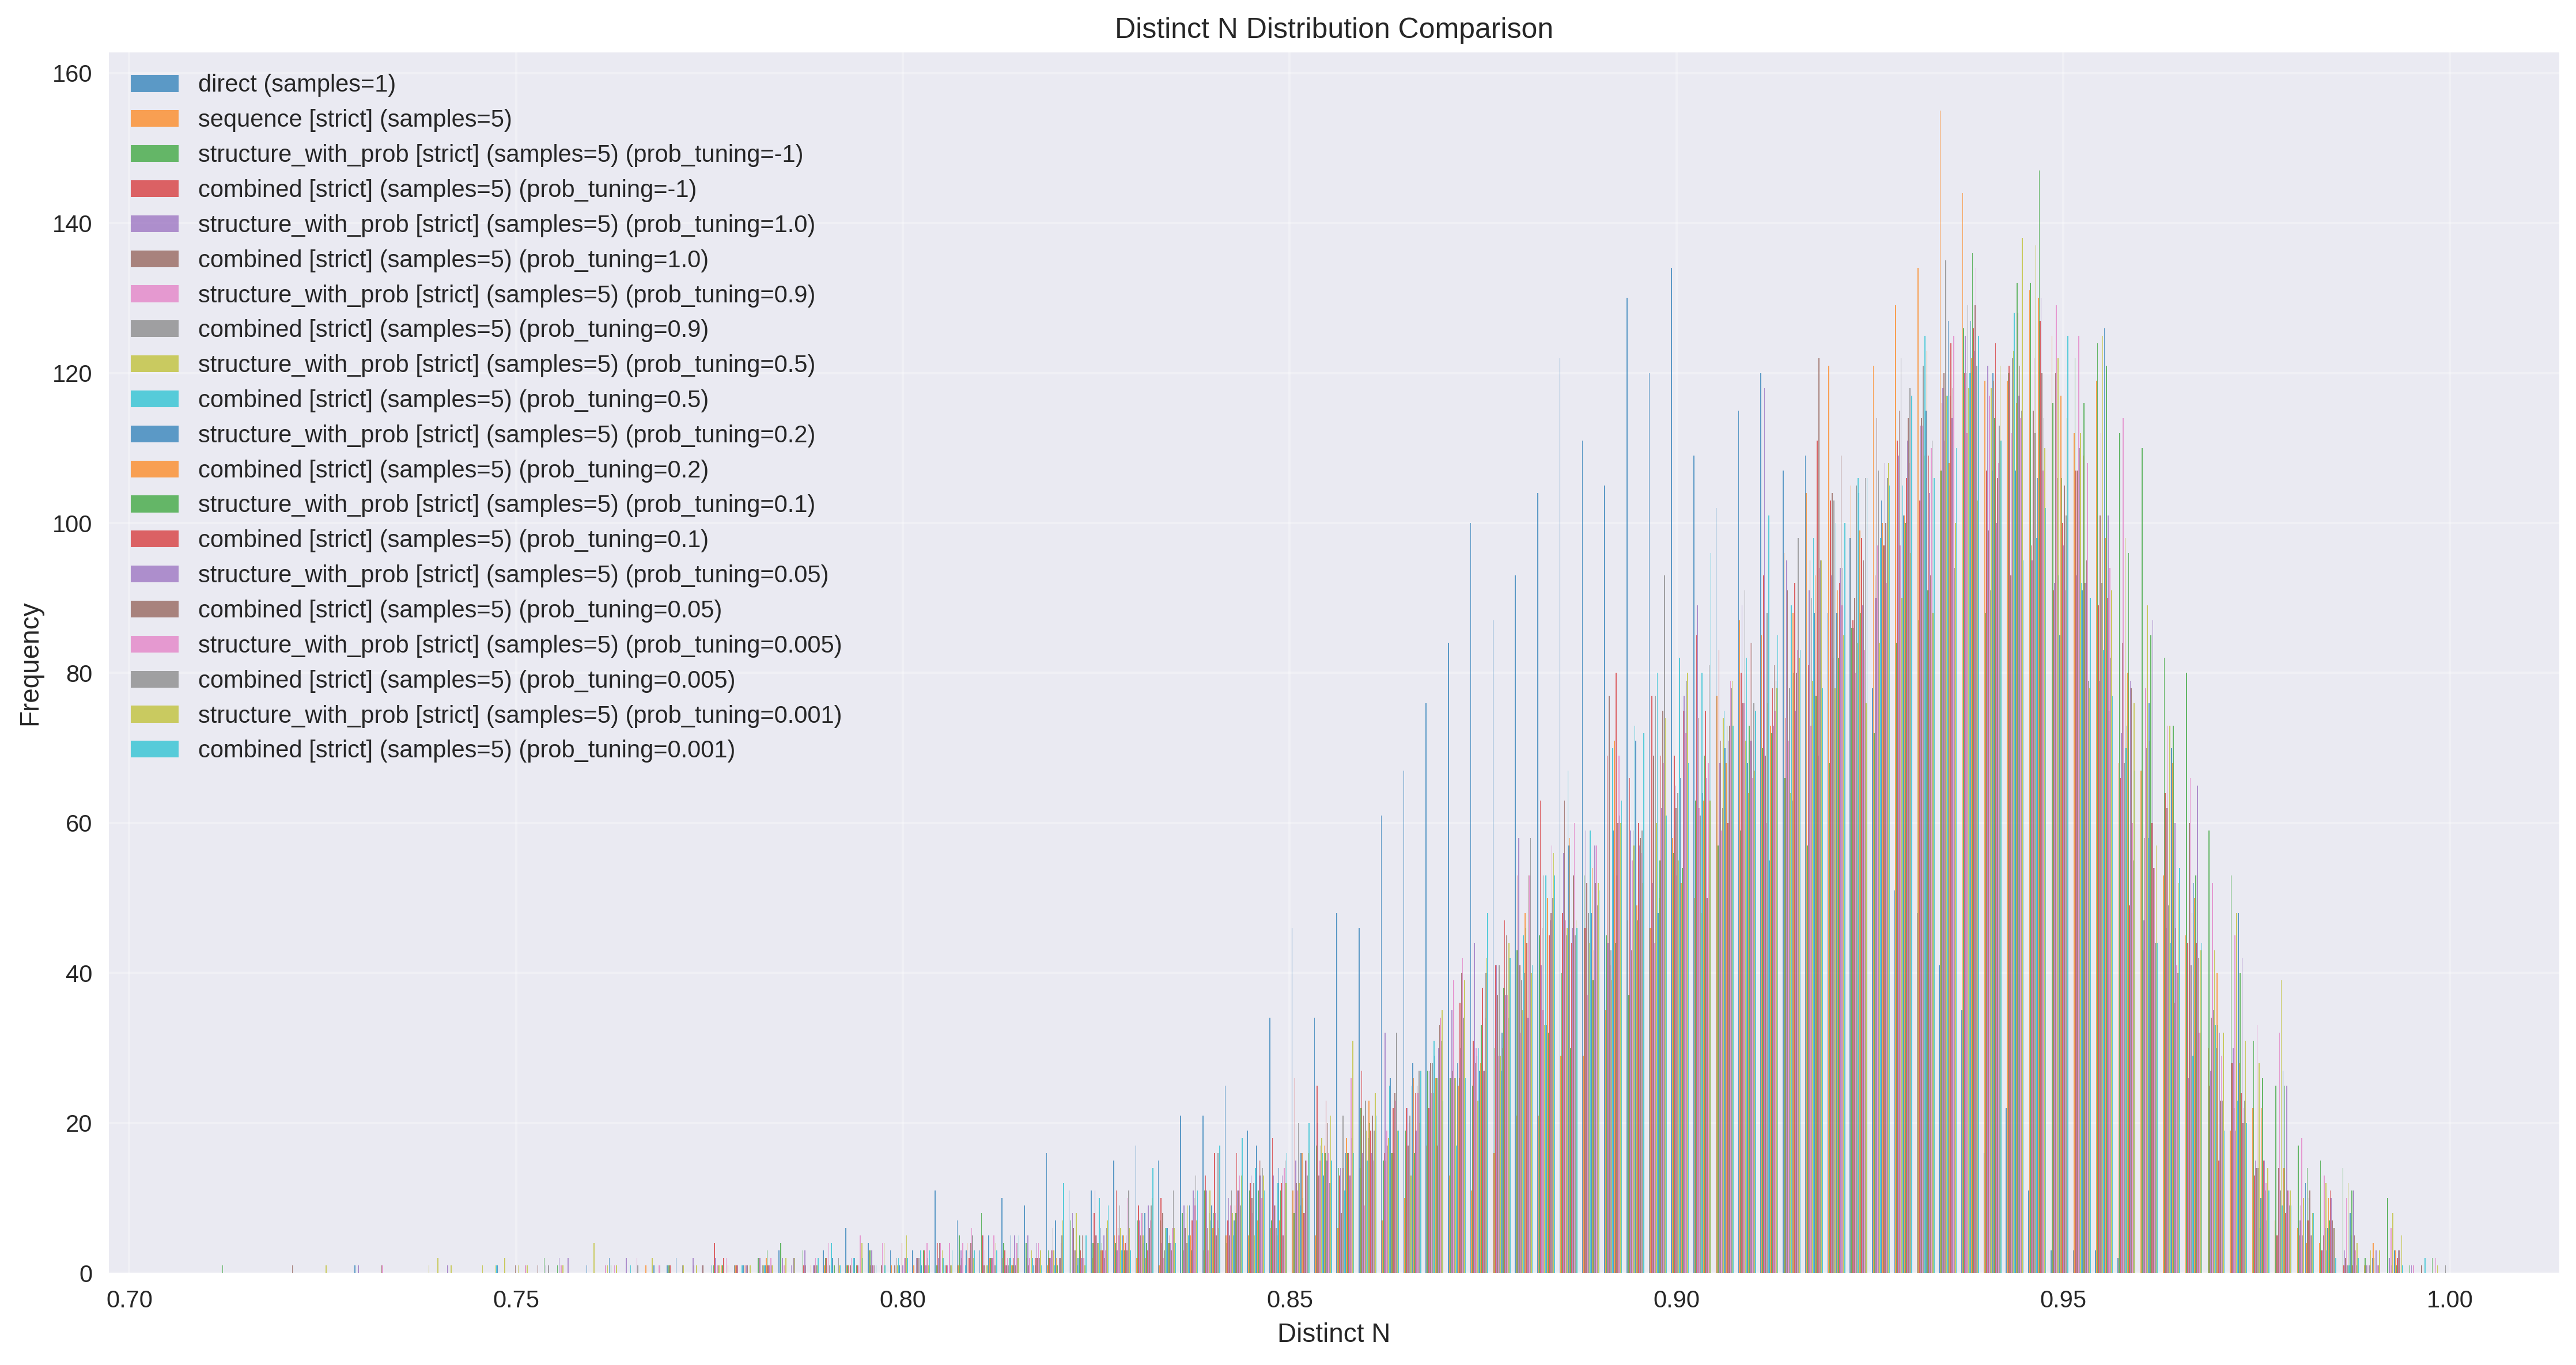 Distinct N Distribution Comparison
160
140
120
100
80
60
40
20
0
Frequency
direct (samples=1)
sequence [strict] (samples=5)
structure_with_prob [strict] (samples=5) (prob_tuning=-1)
combined [strict] (samples=5) (prob_tuning=-1)
structure_with_prob [strict] (samples=5) (prob_tuning=1.0)
combined [strict] (samples=5) (prob_tuning=1.0)
structure_with_prob [strict] (samples=5) (prob_tuning=0.9)
combined [strict] (samples=5) (prob_tuning=0.9)
structure_with_prob [strict] (samples=5) (prob_tuning=0.5)
combined [strict] (samples=5) (prob_tuning=0.5)
structure_with_prob [strict] (samples=5) (prob_tuning=0.2)
combined [strict] (samples=5) (prob_tuning=0.2)
structure_with_prob [strict] (samples=5) (prob_tuning=0.1)
combined [strict] (samples=5) (prob_tuning=0.1)
structure_with_prob [strict] (samples=5) (prob_tuning=0.05)
combined [strict] (samples=5) (prob_tuning=0.05)
structure_with_prob [strict] (samples=5) (prob_tuning=0.005)
combined [strict] (samples=5) (prob_tuning=0.005)
structure_with_prob [strict] (samples=5) (prob_tuning=0.001)
combined [strict] (samples=5) (prob_tuning=0.001)
0.70 0.75 0.80 0.85 0.90 0.95 1.00
Distinct N